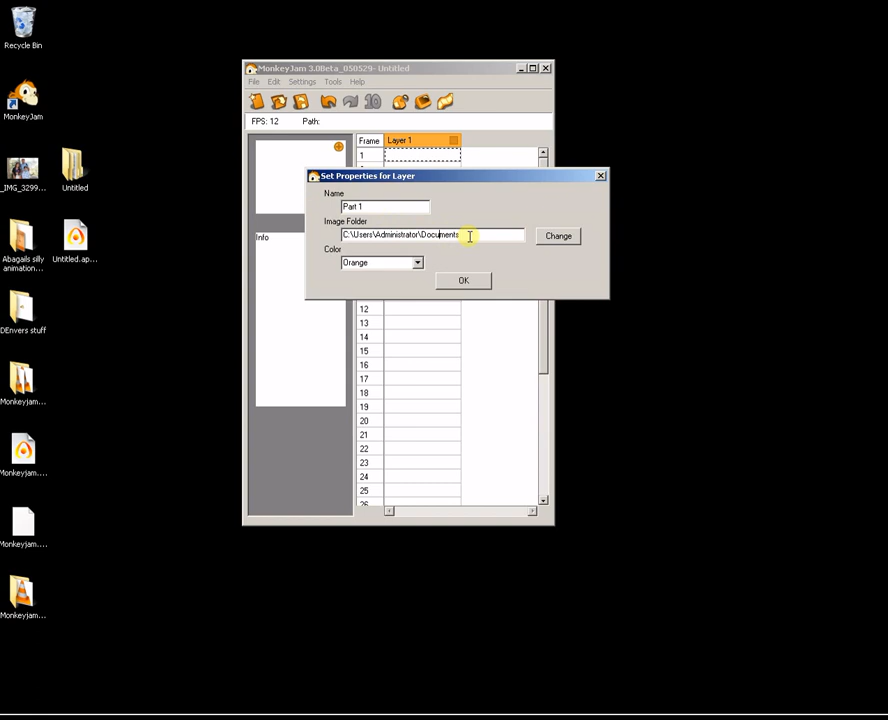 Recycle Bin
MonkeyJam
_IMG_3299...
Untitled
Abagails silly
animation...
Untitled.ap...
DEnvers stuff
Monkeyjam...
Monkeyjam....
Monkeyjam....
Monkeyjam...
MonkeyJam 3.0Beta_050529- Untitled
File Edit Settings Tools Help
10
FPS: 12 Path:
Frame Layer 1
1
Info
Set Properties for Layer
Name
Part 1
Image Folder
C:\Users\Administrator\Documents
Change
Color
Orange
OK
12
13
14
15
16
17
18
19
20
21
22
23
24
25
26